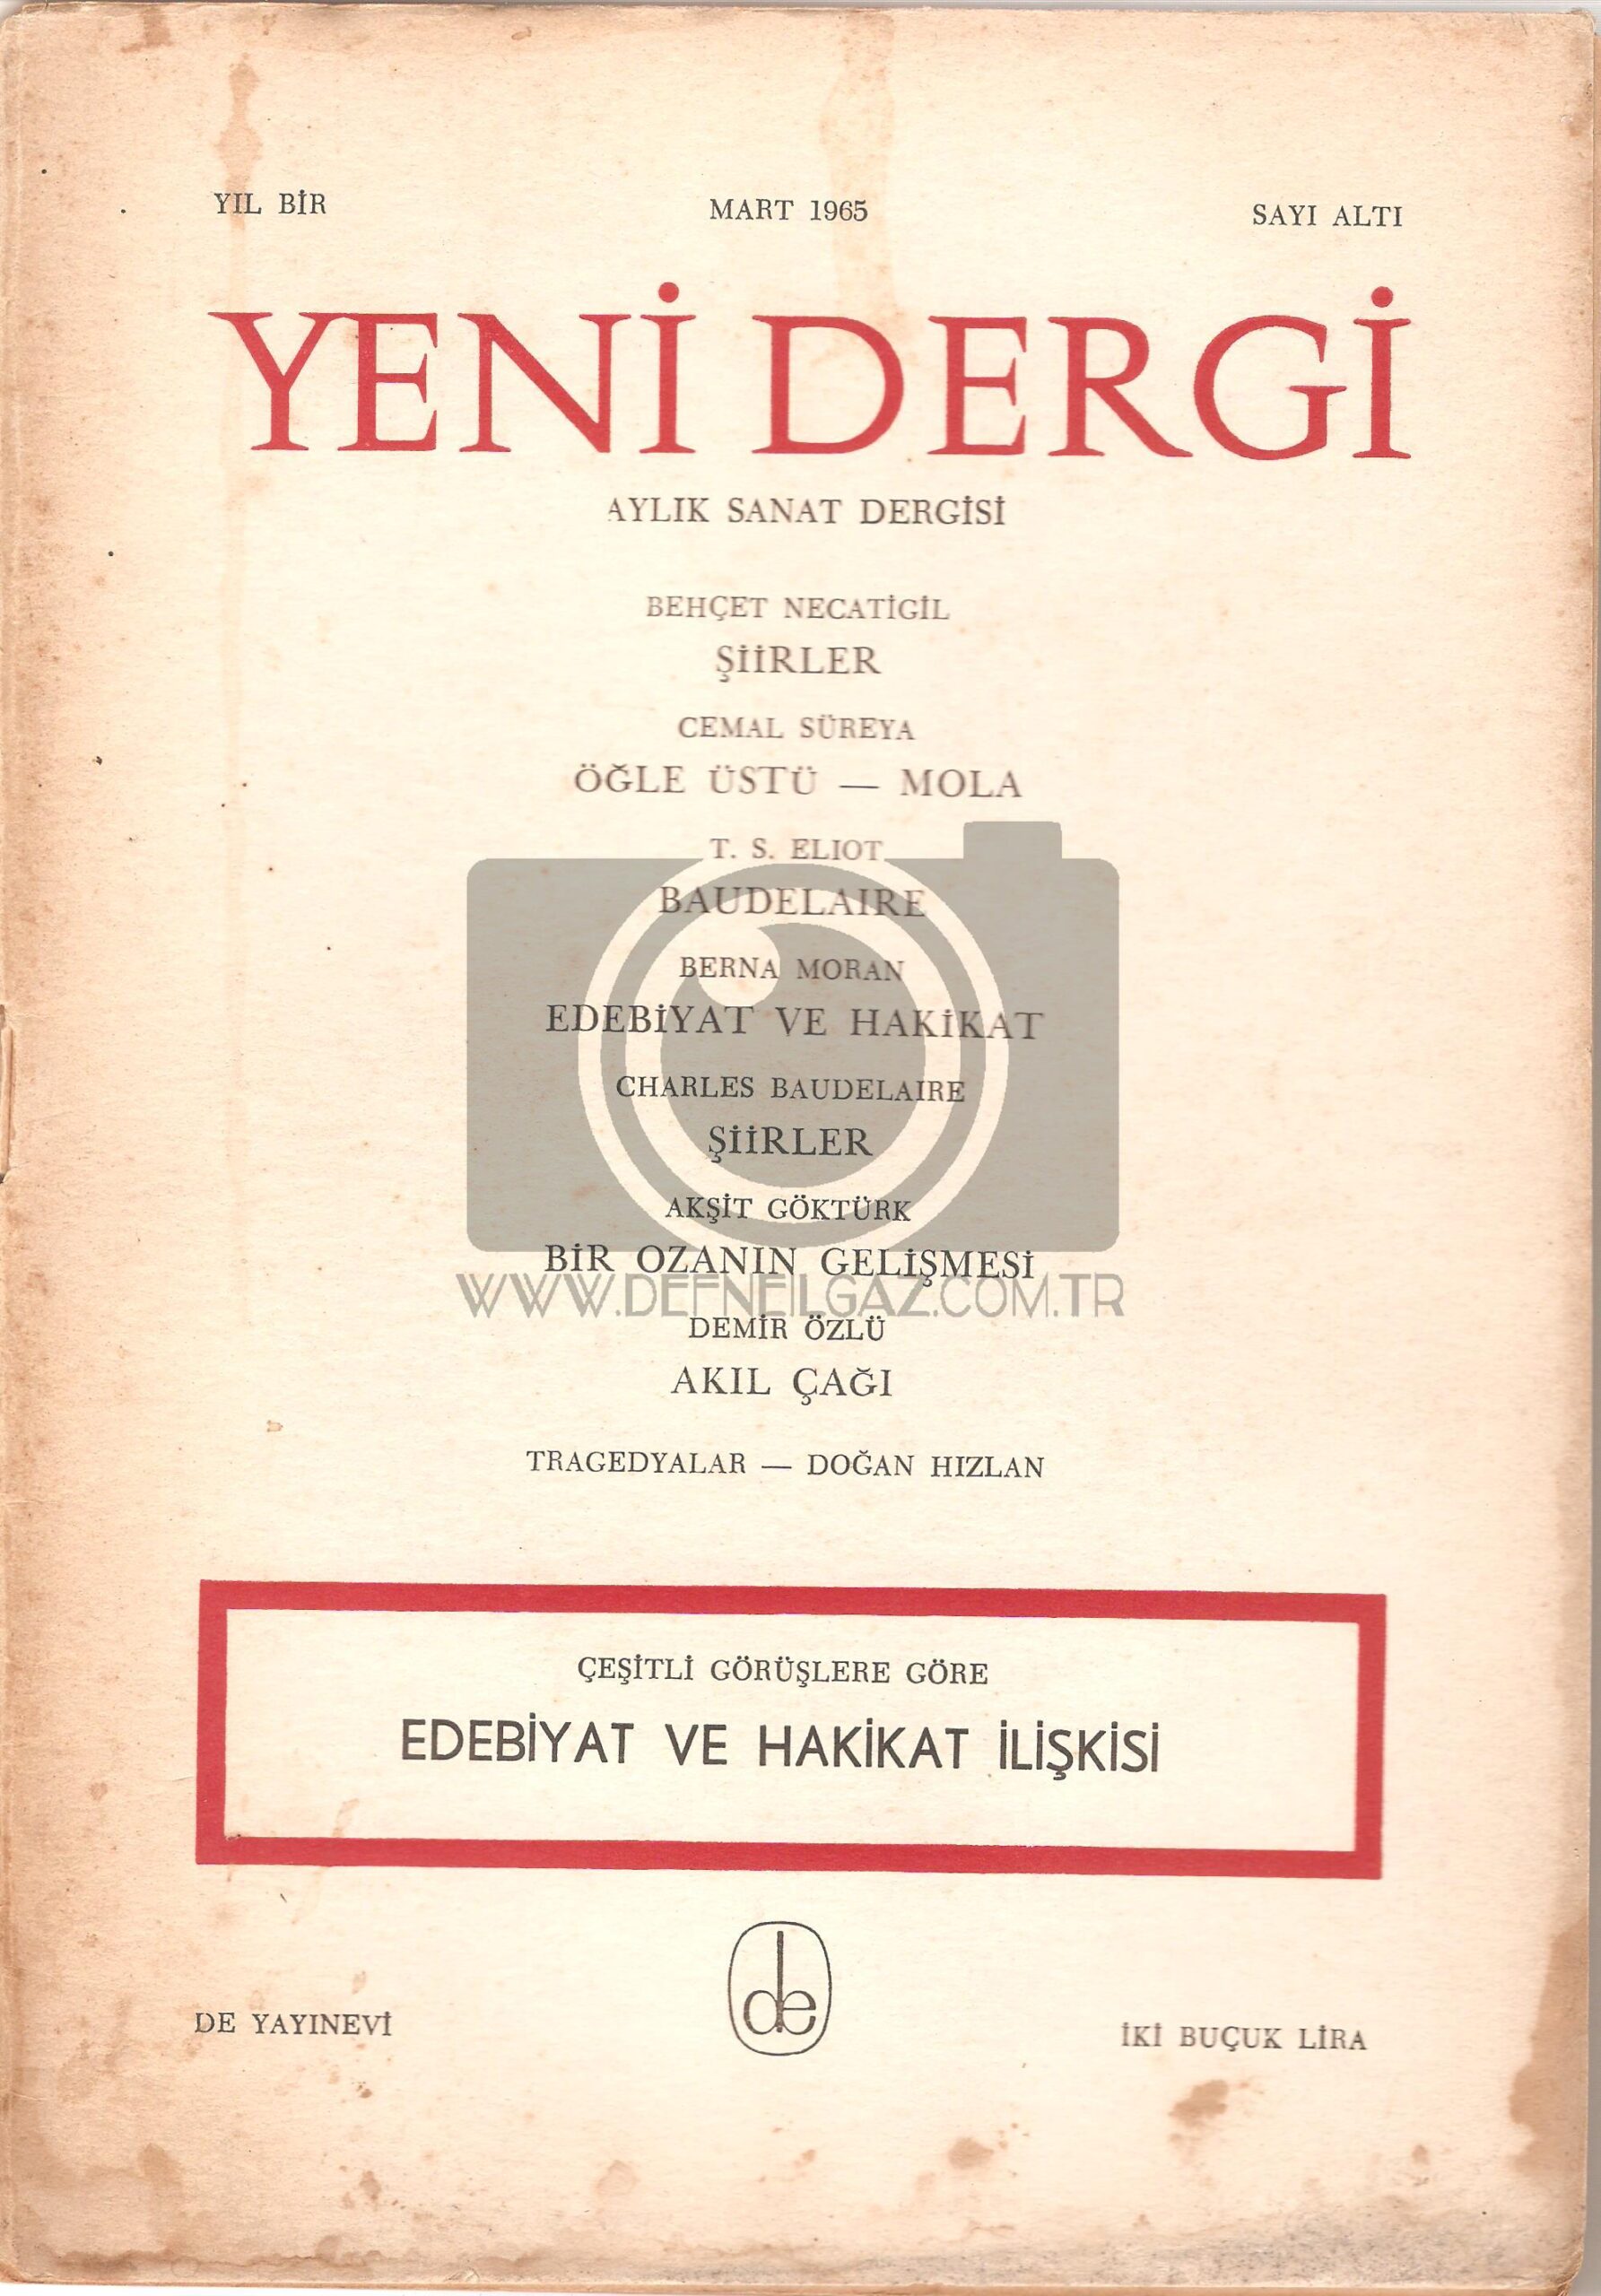 YIL BİR
MART 1965
SAYI ALTI
YENİ DERGİ
AYLIK SANAT DERGİSİ
BEHÇET NECATİGİL
ŞİİRLER
CEMAL SÜREYA
ÖĞLE ÜSTÜ — MOLA
T. S. ELIOT
BAUDELAIRE
BERNA MORAN
EDEBİYAT VE HAKİKAT
CHARLES BAUDELAIRE
ŞİİRLER
AKŞİT GÖKTÜRK
BİR OZANIN GELİŞMESİ
WWW.DEFNEILGAZ.COM.TR
DEMİR ÖZLÜ
AKIL ÇAĞI
TRAGEDYALAR — DOĞAN HIZLAN
ÇEŞİTLİ GÖRÜŞLERE GÖRE
EDEBİYAT VE HAKİKAT İLİŞKİSİ
de
DE YAYINEVİ
İKİ BUÇUK LİRA